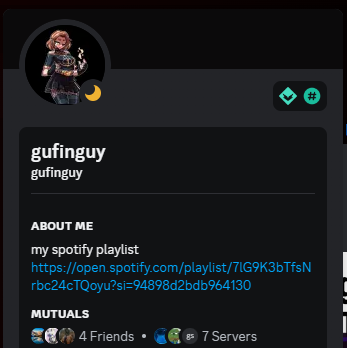 gufinguy
gufinguy
ABOUT ME
my spotify playlist
https://open.spotify.com/playlist/7lG9K3bTfsN
rbc24cTQoyu?si=94898d2bdb964130
MUTUALS
4 Friends • gs 7 Servers